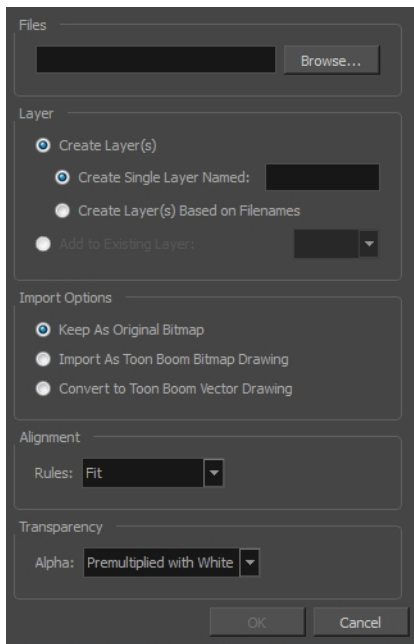 Files
Browse...
Layer
Create Layer(s)
Create Single Layer Named:
Create Layer(s) Based on Filenames
Add to Existing Layer:
Import Options
Keep As Original Bitmap
Import As Toon Boom Bitmap Drawing
Convert to Toon Boom Vector Drawing
Alignment
Rules: Fit
Transparency
Alpha: Premultiplied with White
OK Cancel